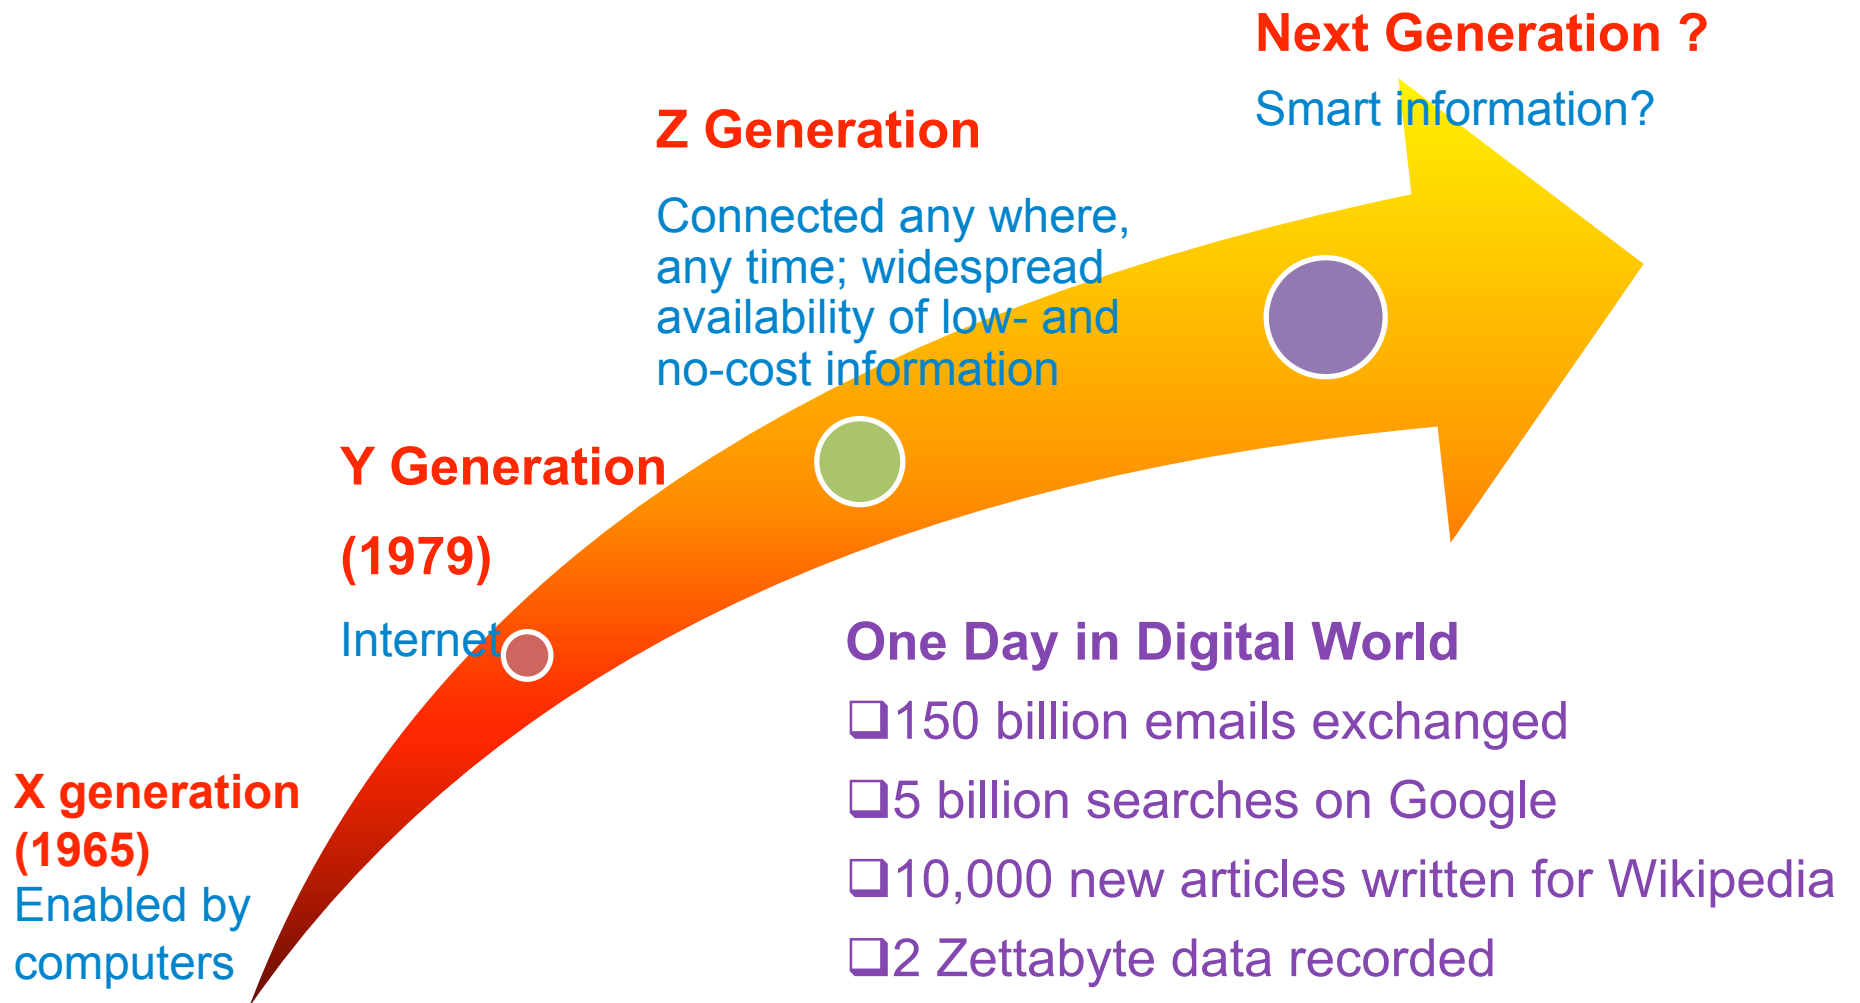 Next Generation ?
Smart information?
Z Generation
Connected any where,
any time; widespread
availability of low- and
no-cost information
Y Generation
(1979)
Internet
X generation
(1965)
Enabled by
computers
One Day in Digital World
❑150 billion emails exchanged
❑5 billion searches on Google
❑10,000 new articles written for Wikipedia
❑2 Zettabyte data recorded